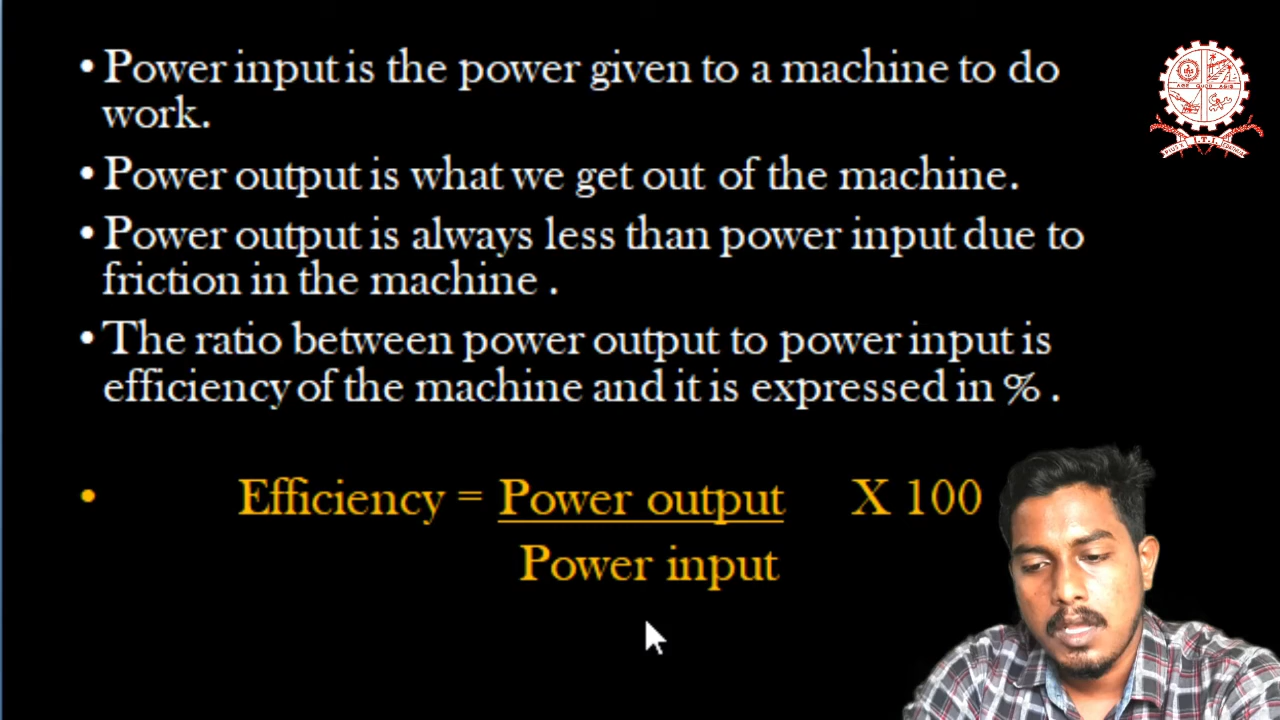 • Power input is the power given to a machine to do
work.
• Power output is what we get out of the machine.
• Power output is always less than power input due to
friction in the machine .
• The ratio between power output to power input is
efficiency of the machine and it is expressed in % .
• Efficiency = Power output X 100
Power input
AGE QUOD AGIS
I.T.I.